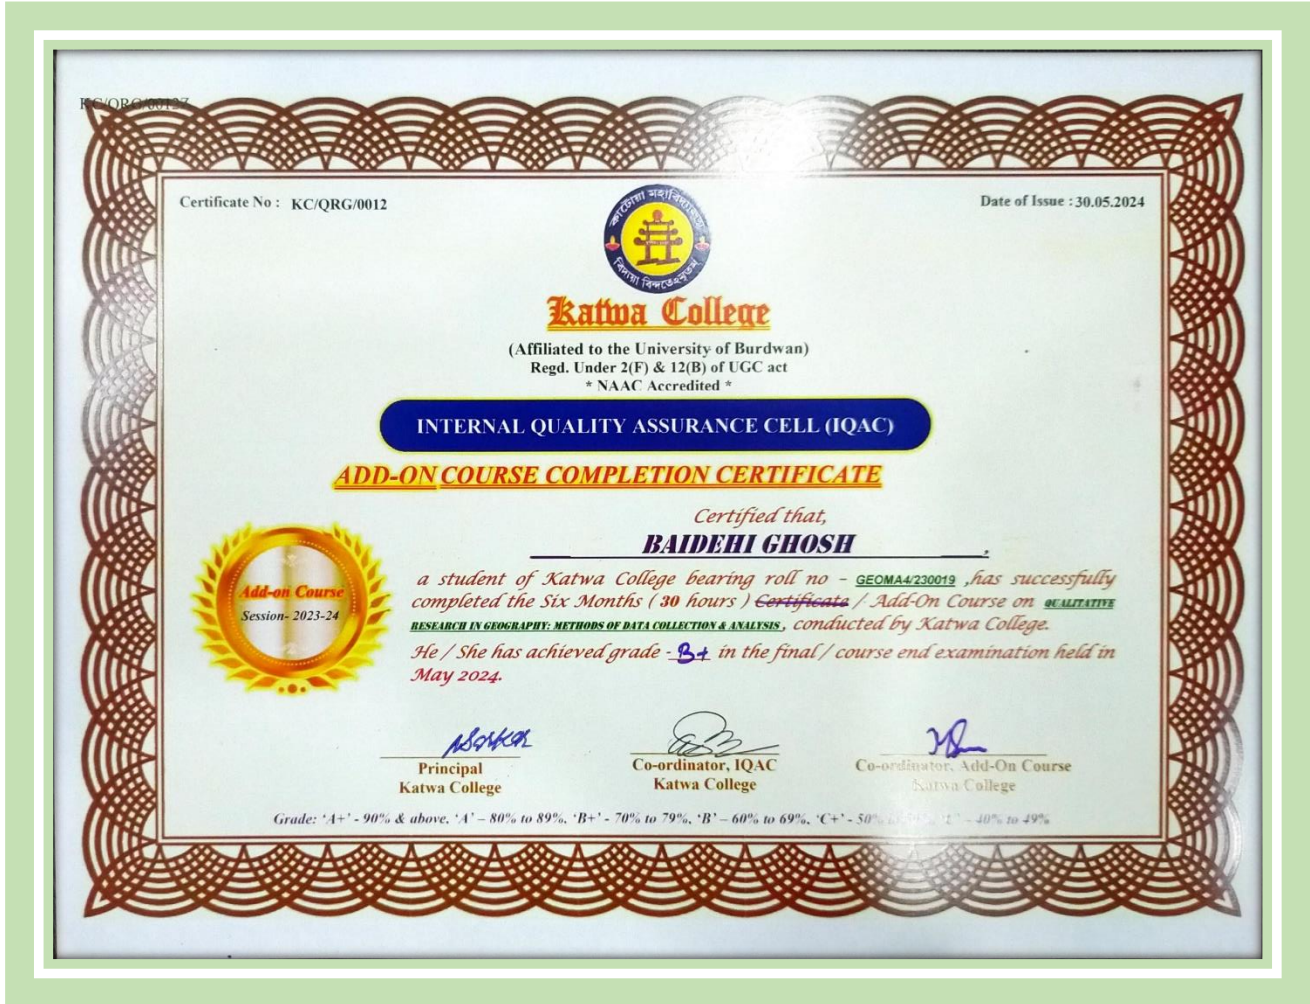 KC/QRG/0012
Certificate No : KC/QRG/0012
Date of Issue : 30.05.2024
কাটোয়া মহাবিদ্যালয়
Katwa College
(Affiliated to the University of Burdwan)
Regd. Under 2(F) & 12(B) of UGC act
* NAAC Accredited *
INTERNAL QUALITY ASSURANCE CELL (IQAC)
ADD-ON COURSE COMPLETION CERTIFICATE
Certified that,
BAIDEHI GHOSH ,
a student of Katwa College bearing roll no - GEOMA4/230019 ,has successfully
completed the Six Months ( 30 hours ) Certificate / Add-On Course on QUALITATIVE
RESEARCH IN GEOGRAPHY: METHODS OF DATA COLLECTION & ANALYSIS , conducted by Katwa College.
He / She has achieved grade - B+ in the final / course end examination held in
May 2024.
Add-on Course
Session- 2023-24
Principal
Katwa College
Co-ordinator, IQAC
Katwa College
Co-ordinator, Add-On Course
Katwa College
Grade: 'A+' - 90% & above, 'A' – 80% to 89%, 'B+' - 70% to 79%, 'B' – 60% to 69%, 'C+' - 50% - 40% to 49%